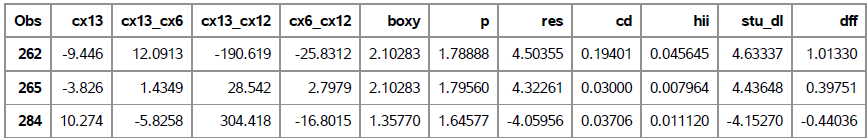 Obs cx13 cx13_cx6 cx13_cx12 cx6_cx12 boxy p res cd hii stu_dl dff
262 -9.446 12.0913 -190.619 -25.8312 2.10283 1.78888 4.50355 0.19401 0.045645 4.63337 1.01330
265 -3.826 1.4349 28.542 2.7979 2.10283 1.79560 4.32261 0.03000 0.007964 4.43648 0.39751
284 10.274 -5.8258 304.418 -16.8015 1.35770 1.64577 -4.05956 0.03706 0.011120 -4.15270 -0.44036